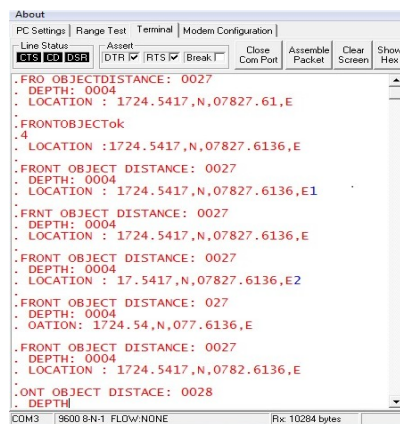 About
PC Settings | Range Test | Terminal | Modem Configuration |
Line Status
CTS CD DSR
Assert
DTR RTS Break
Close Com Port
Assemble Packet
Clear Screen
Show Hex
.FRO OBJECTDISTANCE: 0027
. DEPTH: 0004
. LOCATION : 1724.5417,N,07827.61,E
.
.FRONTOBJECTok
.4
. LOCATION :1724.5417,N,07827.6136,E
.
.FRONT OBJECT DISTANCE: 0027
. DEPTH: 0004
. LOCATION : 1724.5417,N,07827.6136,E1
.
.FRNT OBJECT DISTANCE: 0027
. DEPTH: 0004
. LOCATION : 1724.5417,N,07827.6136,E
.
.FRONT OBJECT DISTANCE: 0027
. DEPTH: 0004
. LOCATION : 17.5417,N,07827.6136,E2
.
.FRONT OBJECT DISTANCE: 027
. DEPTH: 0004
. OATION: 1724.54,N,077.6136,E
.
.FRONT OBJECT DISTANCE: 0027
. DEPTH: 0004
. LOCATION : 1724.5417,N,0782.6136,E
.
.ONT OBJECT DISTACE: 0028
. DEPTH
COM3 9600 8-N-1 FLOW:NONE Rx: 10284 bytes